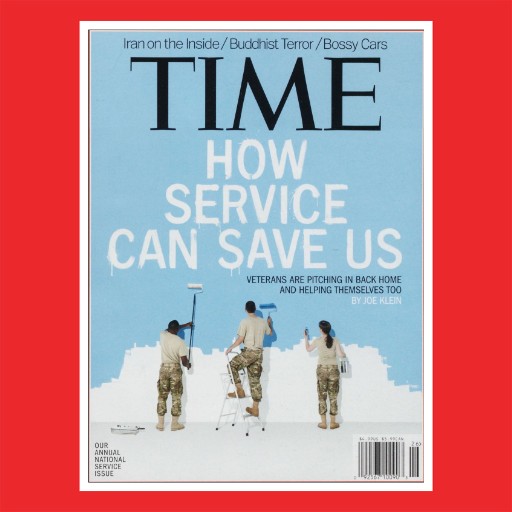 Iran on the Inside / Buddhist Terror / Bossy Cars
TIME
HOW
SERVICE
CAN SAVE US
VETERANS ARE PITCHING IN BACK HOME
AND HELPING THEMSELVES TOO
BY JOE KLEIN
OUR
ANNUAL
NATIONAL
SERVICE
ISSUE